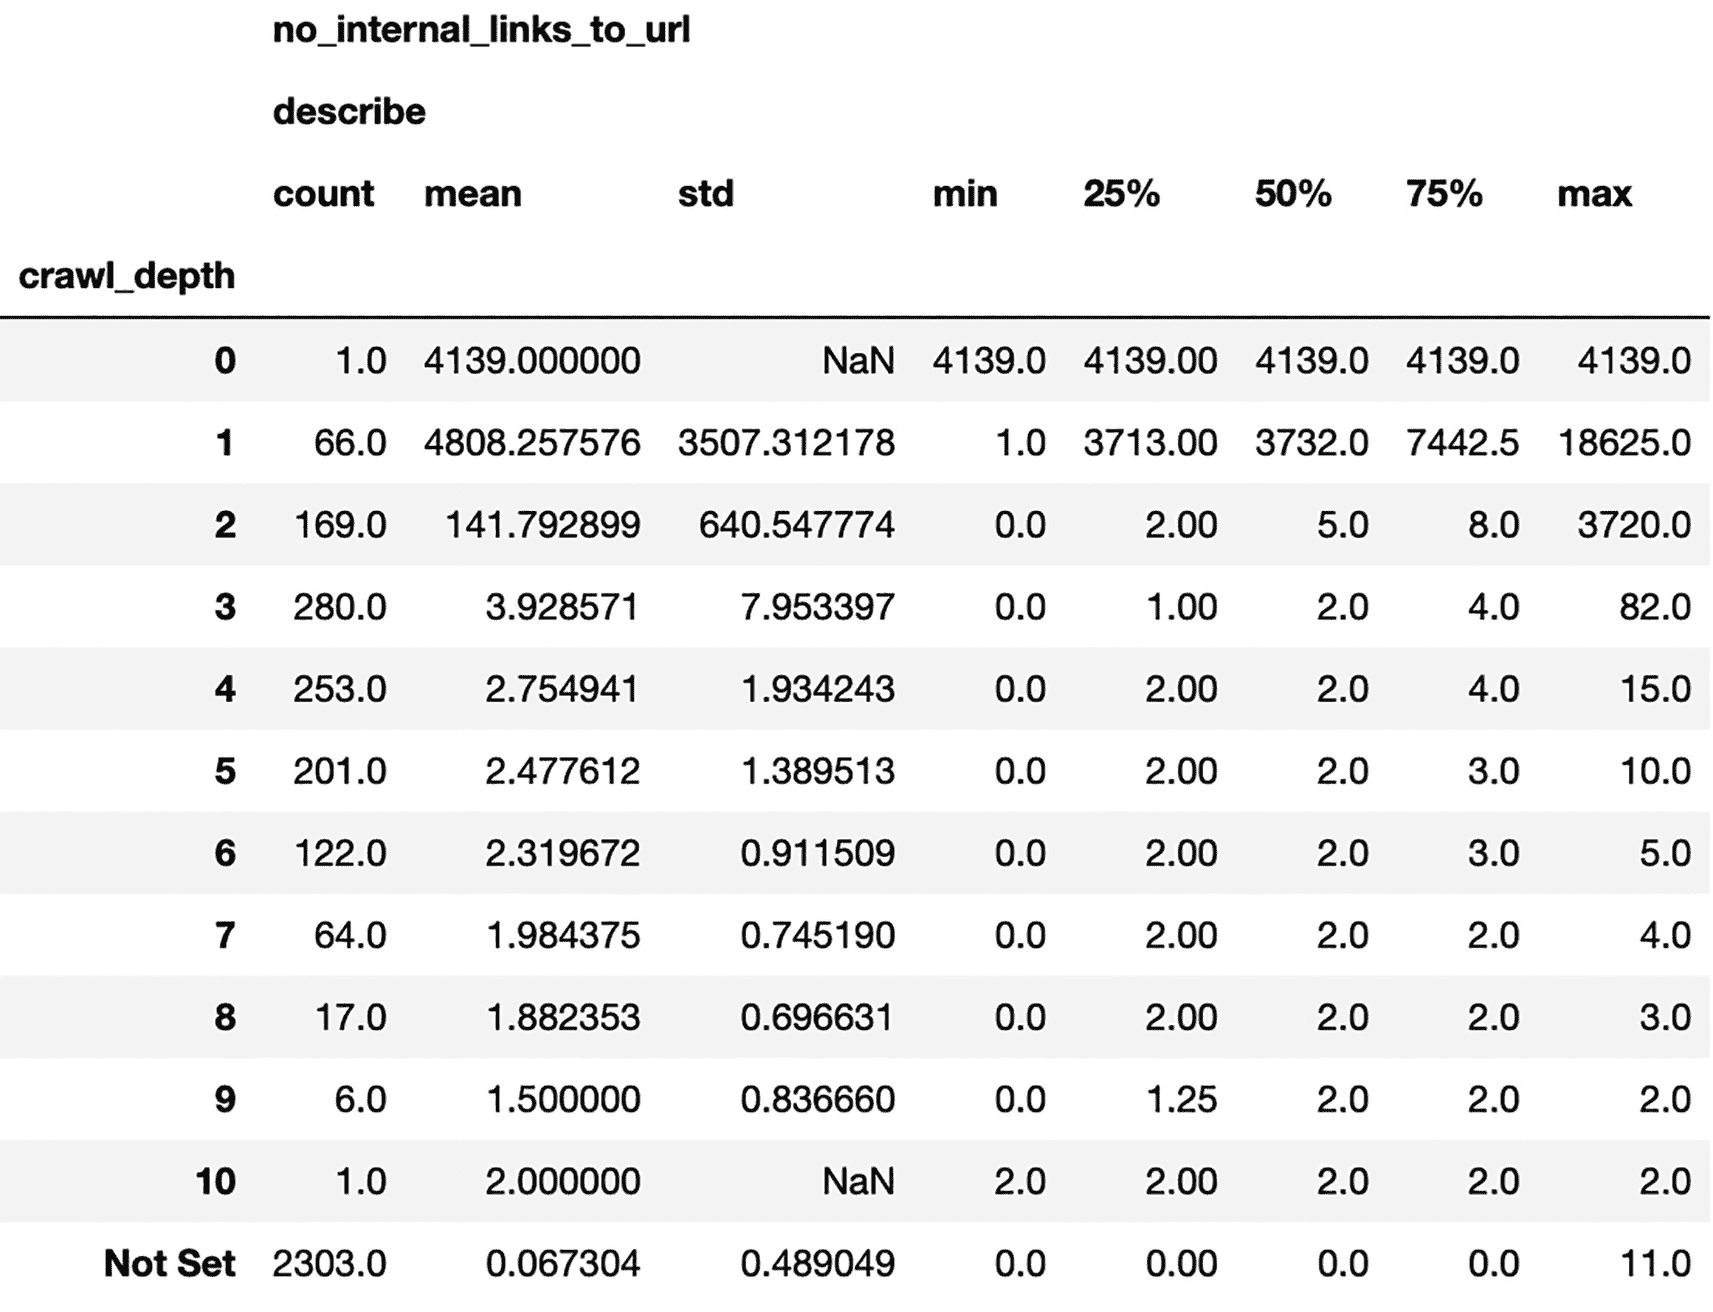 no_internal_links_to_url
describe
count mean std min 25% 50% 75% max
crawl_depth
0 1.0 4139.000000 NaN 4139.0 4139.00 4139.0 4139.0 4139.0
1 66.0 4808.257576 3507.312178 1.0 3713.00 3732.0 7442.5 18625.0
2 169.0 141.792899 640.547774 0.0 2.00 5.0 8.0 3720.0
3 280.0 3.928571 7.953397 0.0 1.00 2.0 4.0 82.0
4 253.0 2.754941 1.934243 0.0 2.00 2.0 4.0 15.0
5 201.0 2.477612 1.389513 0.0 2.00 2.0 3.0 10.0
6 122.0 2.319672 0.911509 0.0 2.00 2.0 3.0 5.0
7 64.0 1.984375 0.745190 0.0 2.00 2.0 2.0 4.0
8 17.0 1.882353 0.696631 0.0 2.00 2.0 2.0 3.0
9 6.0 1.500000 0.836660 0.0 1.25 2.0 2.0 2.0
10 1.0 2.000000 NaN 2.0 2.00 2.0 2.0 2.0
Not Set 2303.0 0.067304 0.489049 0.0 0.00 0.0 0.0 11.0